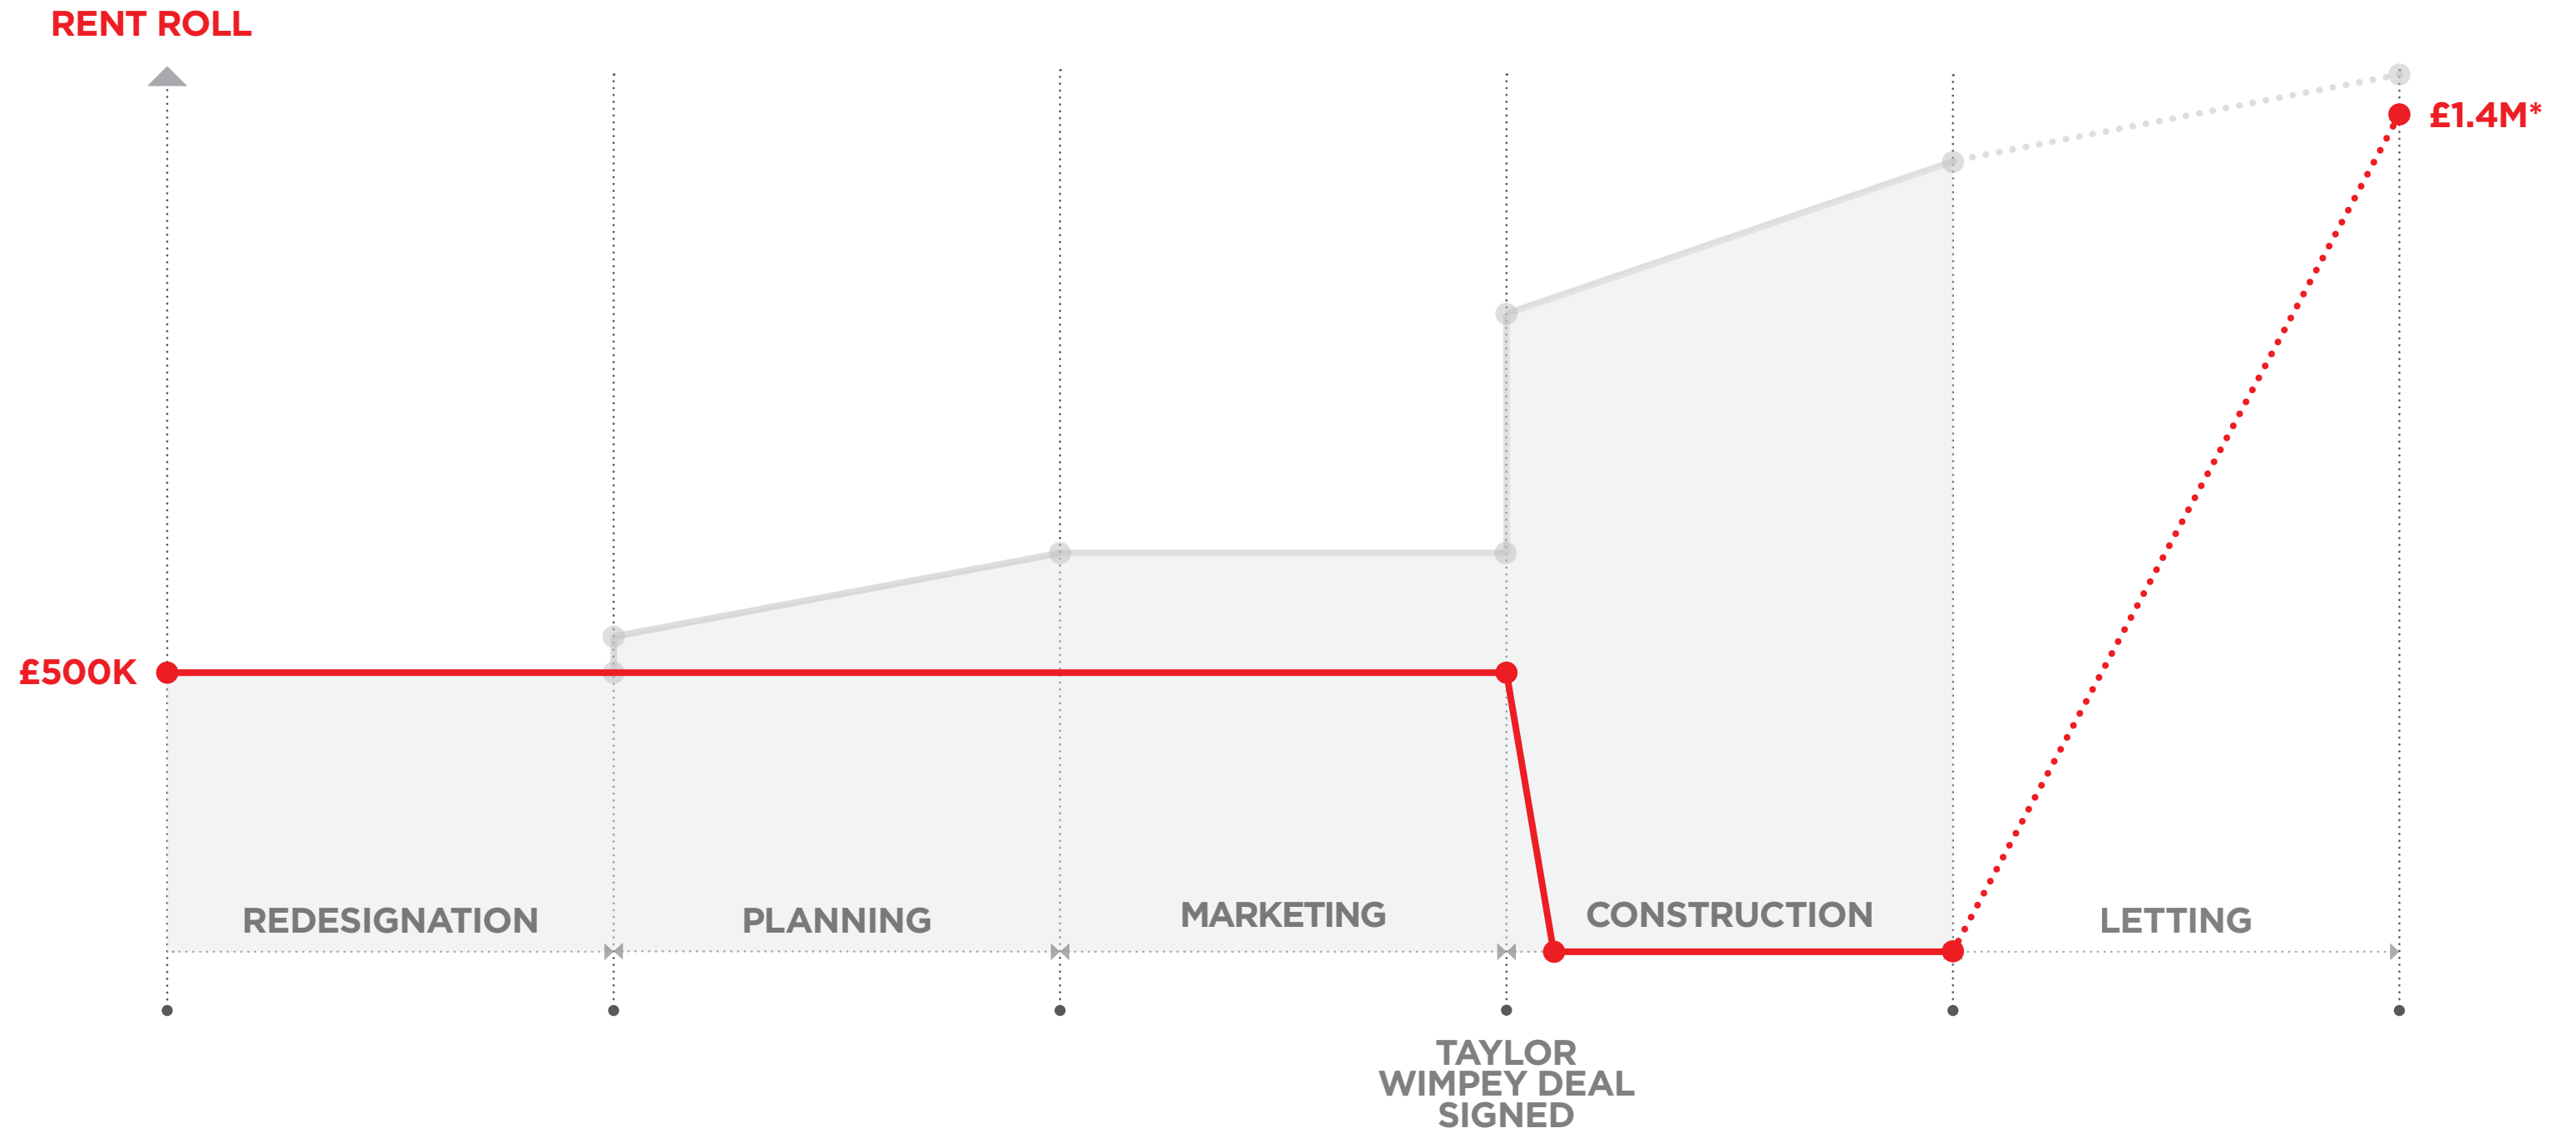 RENT ROLL
£1.4M*
£500K
REDESIGNATION
PLANNING
MARKETING
CONSTRUCTION
LETTING
TAYLOR
WIMPEY DEAL
SIGNED